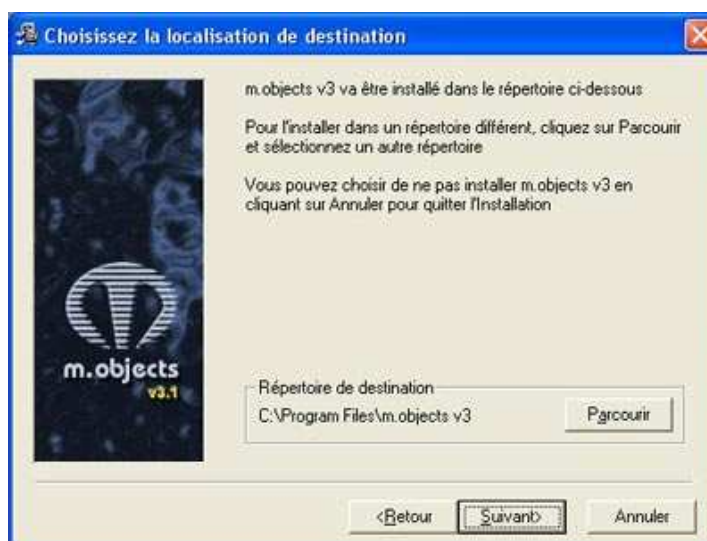 Choisissez la localisation de destination
m.objects v3 va être installé dans le répertoire ci-dessous
Pour l'installer dans un répertoire différent, cliquez sur Parcourir
et sélectionnez un autre répertoire
Vous pouvez choisir de ne pas installer m.objects v3 en
cliquant sur Annuler pour quitter l'Installation
m.objects
v3.1
Répertoire de destination
C:\Program Files\m.objects v3
Parcourir
<Retour
Suivant>
Annuler